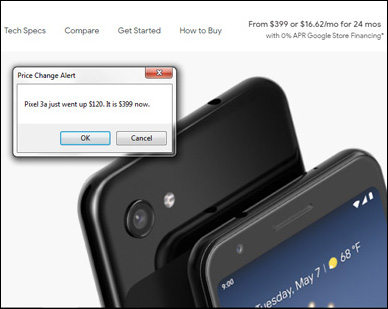 From $399 or $16.62/mo for 24 mos
Tech Specs Compare Get Started How to Buy
with 0% APR Google Store Financing*
Price Change Alert
Pixel 3a just went up $120. It is $399 now.
OK Cancel
9:00
Tuesday, May 7 | 68 °F